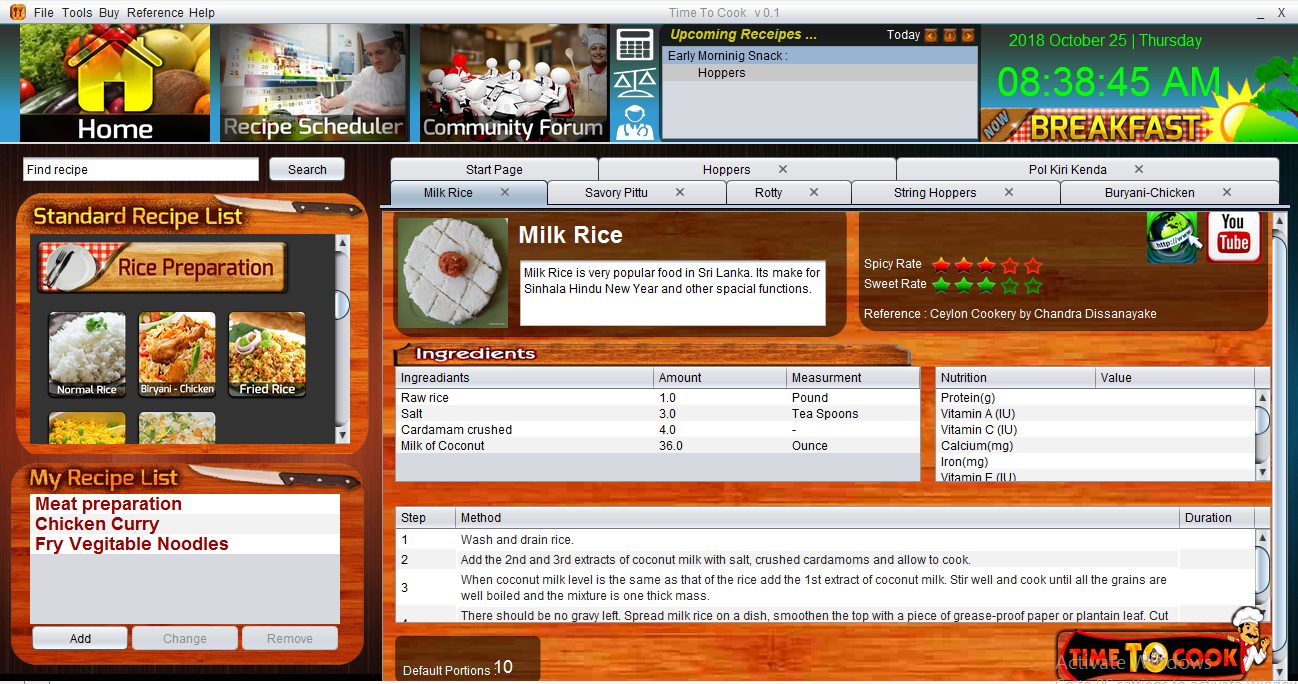 File Tools Buy Reference Help
Time To Cook v 0.1
_ X
Home
Recipe Scheduler
Community Forum
Upcoming Receipes ...
Today
Early Morninig Snack :
Hoppers
2018 October 25 | Thursday
08:38:45 AM
NOW
BREAKFAST
Find recipe
Search
Standard Recipe List
Rice Preparation
Normal Rice
Biryani - Chicken
Fried Rice
My Recipe List
Meat preparation
Chicken Curry
Fry Vegitable Noodles
Add Change Remove
Start Page Hoppers ✕ Pol Kiri Kenda ✕
Milk Rice ✕ Savory Pittu ✕ Rotty ✕ String Hoppers ✕ Buryani-Chicken ✕
Milk Rice
Milk Rice is very popular food in Sri Lanka. Its make for
Sinhala Hindu New Year and other spacial functions.
http://www
You
Tube
Spicy Rate
Sweet Rate
Reference : Ceylon Cookery by Chandra Dissanayake
Ingredients
Ingreadiants Amount Measurment
Raw rice 1.0 Pound
Salt 3.0 Tea Spoons
Cardamam crushed 4.0 -
Milk of Coconut 36.0 Ounce
Nutrition Value
Protein(g)
Vitamin A (IU)
Vitamin C (IU)
Calcium(mg)
Iron(mg)
Vitamin E (IU)
Step Method Duration
1 Wash and drain rice.
2 Add the 2nd and 3rd extracts of coconut milk with salt, crushed cardamoms and allow to cook.
3 When coconut milk level is the same as that of the rice add the 1st extract of coconut milk. Stir well and cook until all the grains are
well boiled and the mixture is one thick mass.
4 There should be no gravy left. Spread milk rice on a dish, smoothen the top with a piece of grease-proof paper or plantain leaf. Cut
Default Portions : 10
TIME TO COOK
Activate Windows